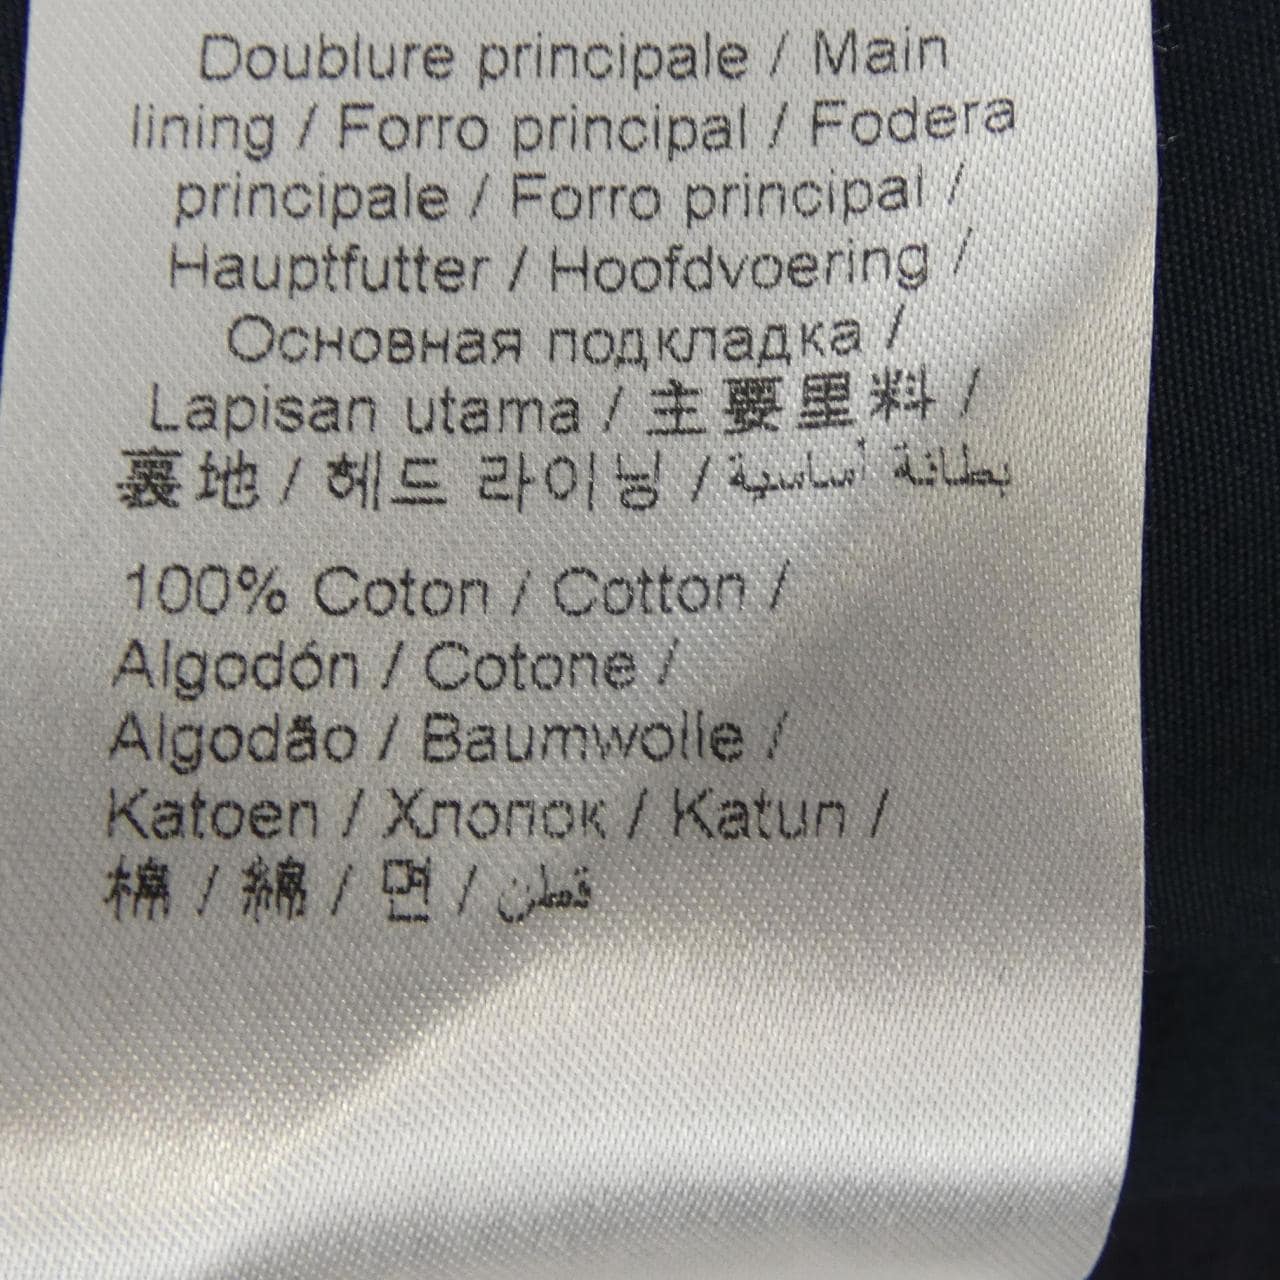 Doublure principale / Main
lining / Forro principal / Fodera
principale / Forro principal /
Hauptfutter / Hoofdvoering /
Основная подкладка /
Lapisan utama / 主要里料 /
裏地 / 헤드 라이닝 / بطانة أساسية
100% Coton / Cotton /
Algodón / Cotone /
Algodão / Baumwolle /
Katoen / Хлопок / Katun /
棉 / 綿 / 면 / قطن